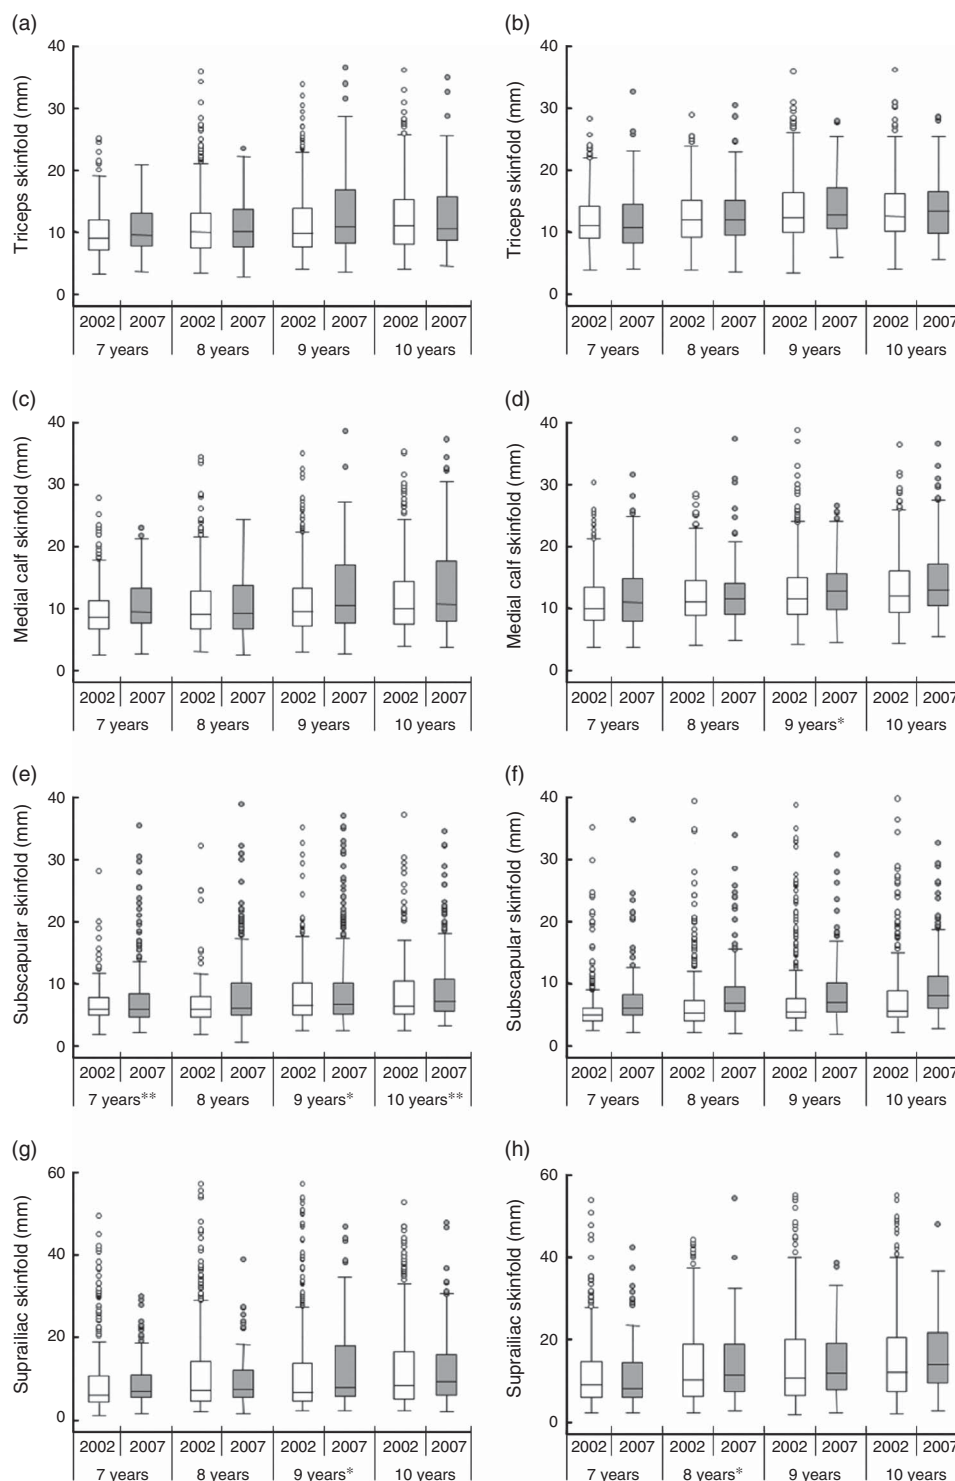 (a)
Triceps skinfold (mm)
40
30
20
10
0
2002 2007 2002 2007 2002 2007 2002 2007
7 years 8 years 9 years 10 years
(b)
Triceps skinfold (mm)
40
30
20
10
0
2002 2007 2002 2007 2002 2007 2002 2007
7 years 8 years 9 years 10 years
(c)
Medial calf skinfold (mm)
40
30
20
10
0
2002 2007 2002 2007 2002 2007 2002 2007
7 years 8 years 9 years 10 years
(d)
Medial calf skinfold (mm)
40
30
20
10
0
2002 2007 2002 2007 2002 2007 2002 2007
7 years 8 years 9 years* 10 years
(e)
Subscapular skinfold (mm)
40
30
20
10
0
2002 2007 2002 2007 2002 2007 2002 2007
7 years** 8 years 9 years* 10 years**
(f)
Subscapular skinfold (mm)
40
30
20
10
0
2002 2007 2002 2007 2002 2007 2002 2007
7 years 8 years 9 years 10 years
(g)
Suprailiac skinfold (mm)
60
40
20
0
2002 2007 2002 2007 2002 2007 2002 2007
7 years 8 years 9 years* 10 years
(h)
Suprailiac skinfold (mm)
60
40
20
0
2002 2007 2002 2007 2002 2007 2002 2007
7 years 8 years* 9 years 10 years